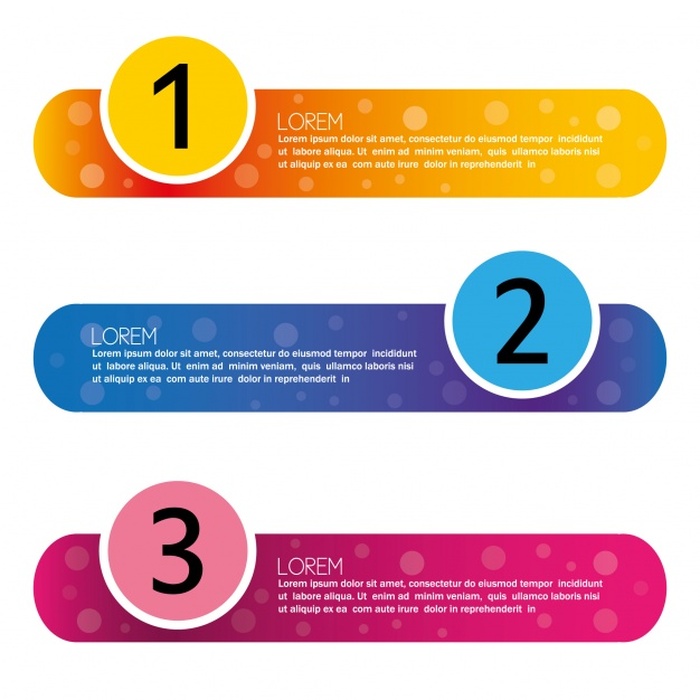 1
LOREM
Lorem ipsum dolor sit amet, consectetur do eiusmod tempor incididunt
ut labore aliqua. Ut enim ad minim veniam, quis ullamco laboris nisi
ut aliquip ex ea com aute irure dolor in reprehenderit in
2
LOREM
Lorem ipsum dolor sit amet, consectetur do eiusmod tempor incididunt
ut labore aliqua. Ut enim ad minim veniam, quis ullamco laboris nisi
ut aliquip ex ea com aute irure dolor in reprehenderit in
3
LOREM
Lorem ipsum dolor sit amet, consectetur do eiusmod tempor incididunt
ut labore aliqua. Ut enim ad minim veniam, quis ullamco laboris nisi
ut aliquip ex ea com aute irure dolor in reprehenderit in